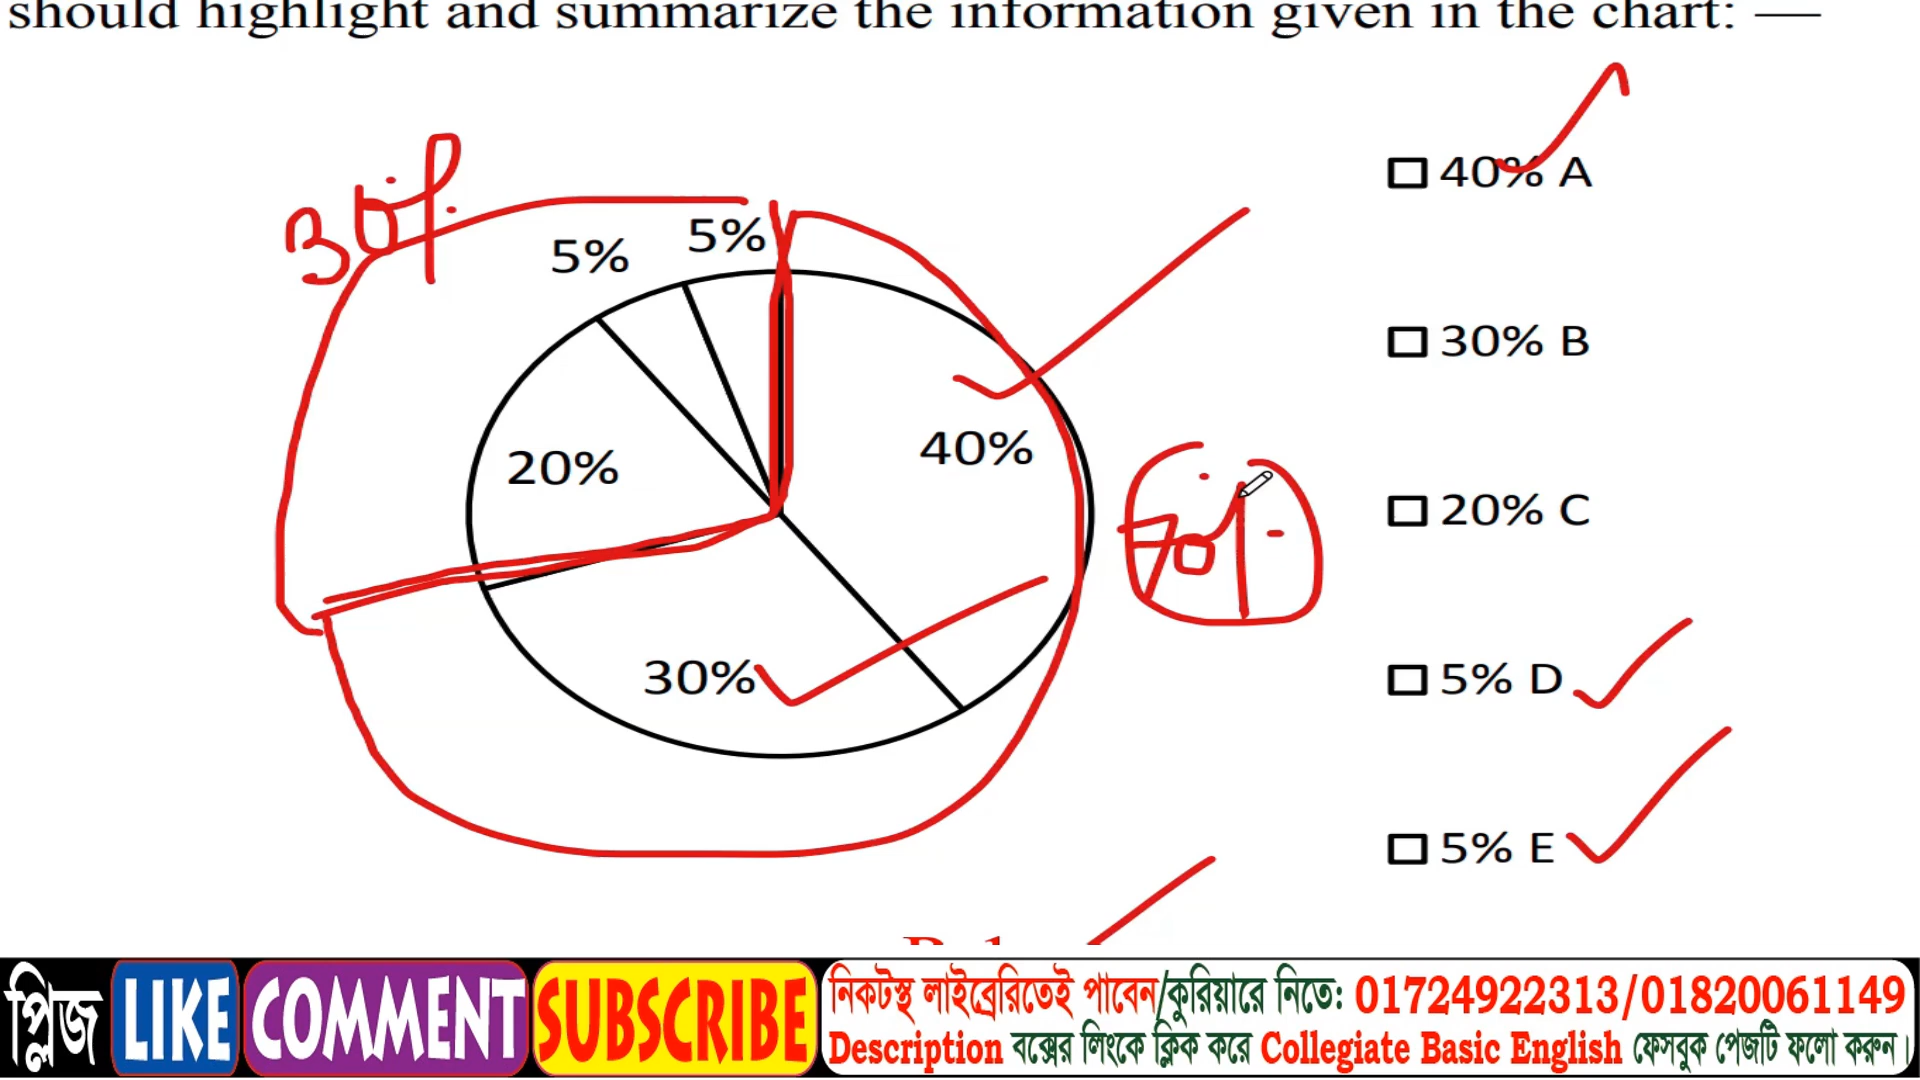 should highlight and summarize the information given in the chart: —
40% A
30%
5%
5%
30% B
40%
20%
70%
20% C
30%
5% D
5% E
প্লিজ LIKE COMMENT SUBSCRIBE
নিকটস্থ লাইব্রেরিতেই পাবেন/কুরিয়ারে নিতে: 01724922313/01820061149
Description বক্সের লিংকে ক্লিক করে Collegiate Basic English ফেসবুক পেজটি ফলো করুন।